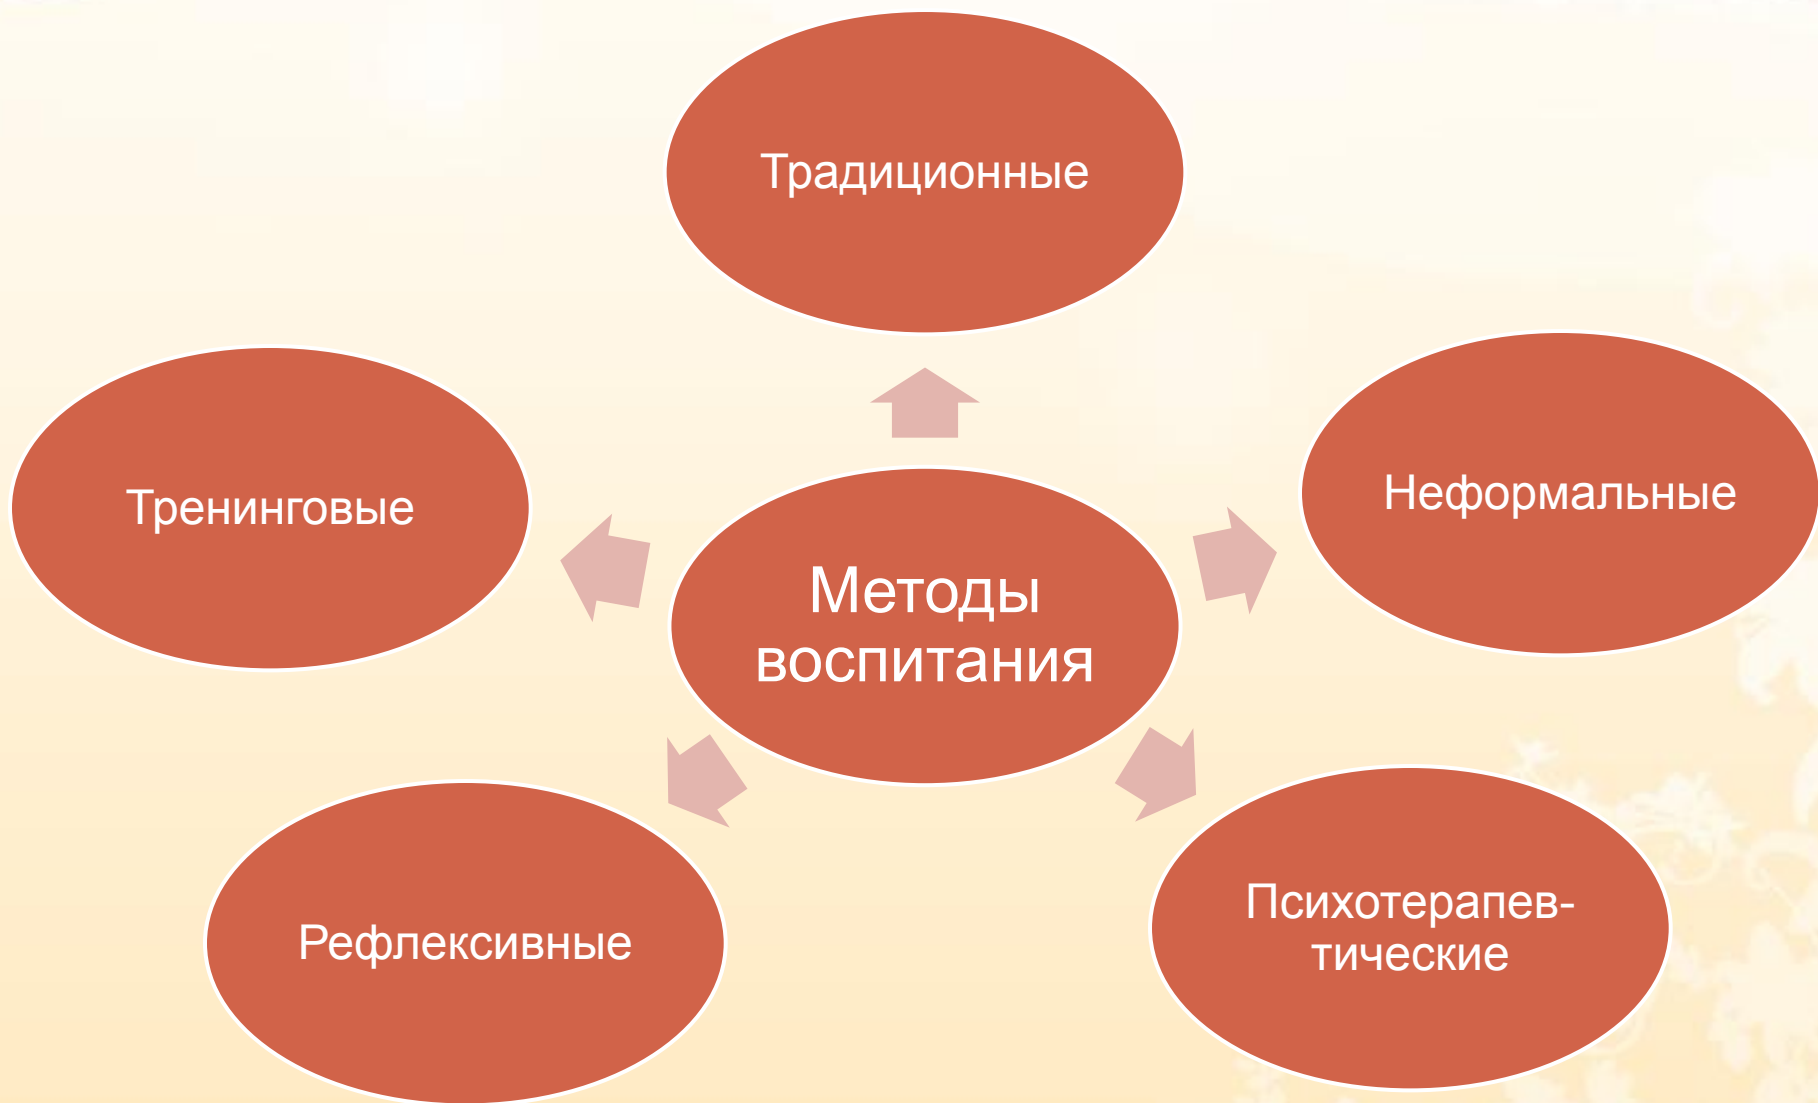 Традиционные
Тренинговые
Неформальные
Методы
воспитания
Рефлексивные
Психотерапев-
тические